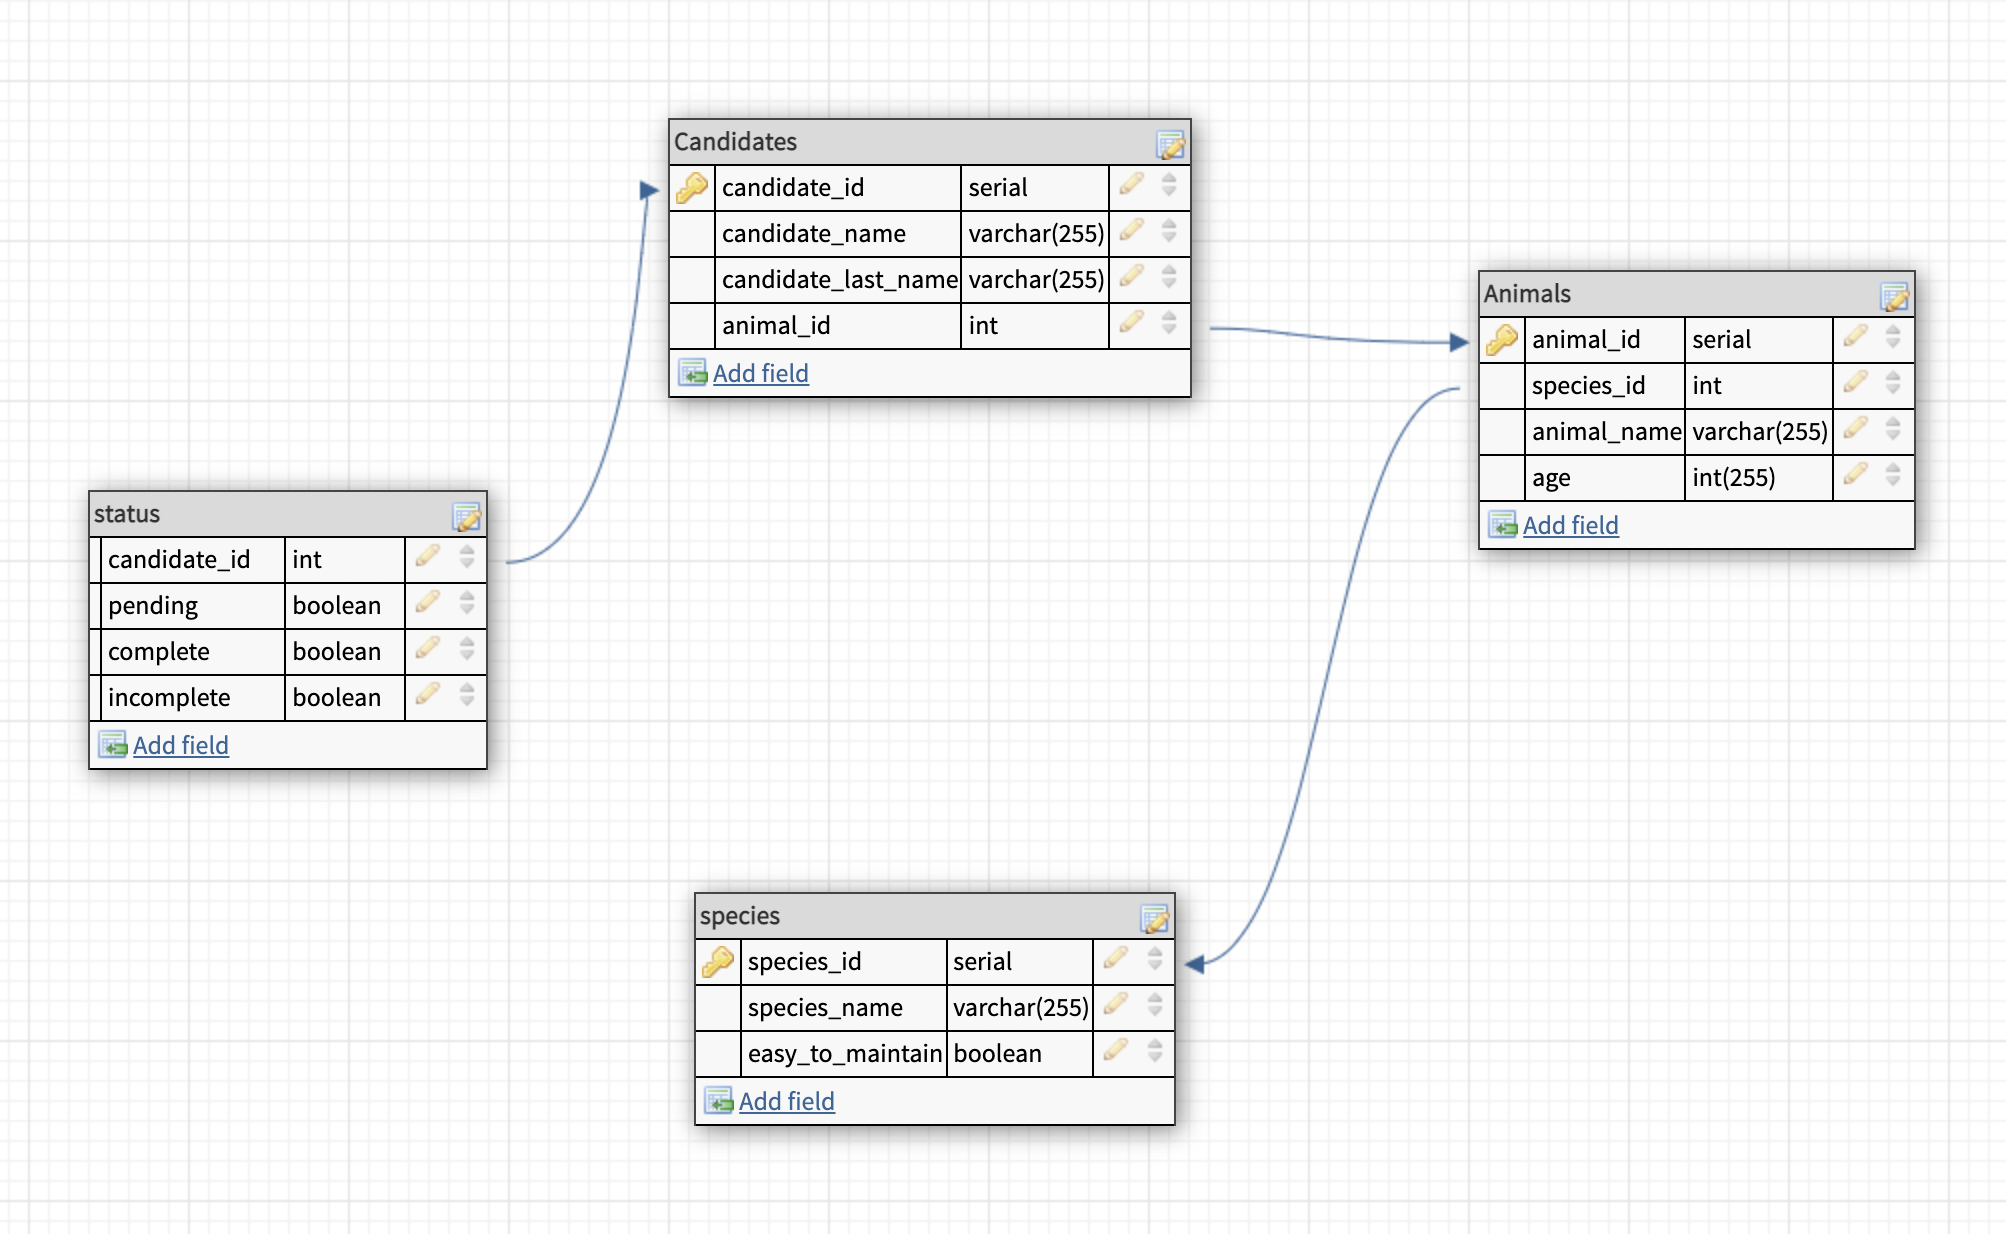 Candidates
candidate_id serial
candidate_name varchar(255)
candidate_last_name varchar(255)
animal_id int
Add field
Animals
animal_id serial
species_id int
animal_name varchar(255)
age int(255)
Add field
status
candidate_id int
pending boolean
complete boolean
incomplete boolean
Add field
species
species_id serial
species_name varchar(255)
easy_to_maintain boolean
Add field